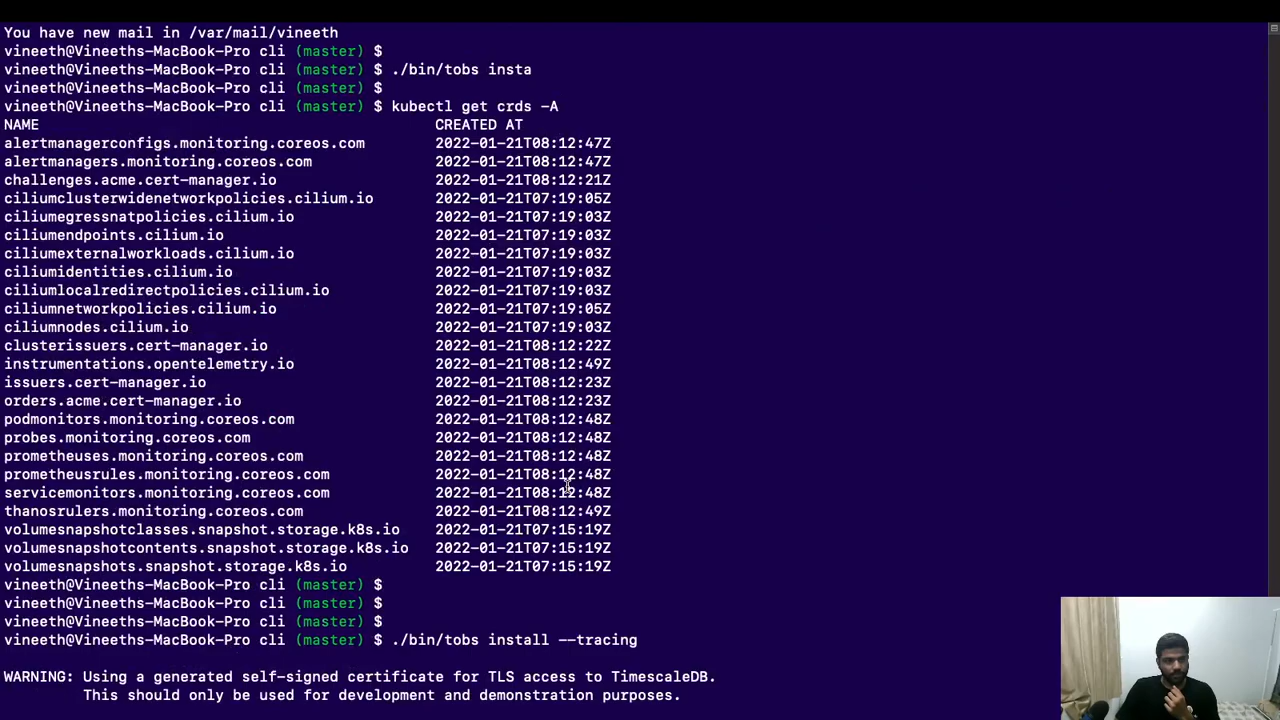 You have new mail in /var/mail/vineeth
vineeth@Vineeths-MacBook-Pro cli (master) $
vineeth@Vineeths-MacBook-Pro cli (master) $ ./bin/tobs insta
vineeth@Vineeths-MacBook-Pro cli (master) $
vineeth@Vineeths-MacBook-Pro cli (master) $ kubectl get crds -A
NAME CREATED AT
alertmanagerconfigs.monitoring.coreos.com 2022-01-21T08:12:47Z
alertmanagers.monitoring.coreos.com 2022-01-21T08:12:47Z
challenges.acme.cert-manager.io 2022-01-21T08:12:21Z
ciliumclusterwidenetworkpolicies.cilium.io 2022-01-21T07:19:05Z
ciliumegressnatpolicies.cilium.io 2022-01-21T07:19:03Z
ciliumendpoints.cilium.io 2022-01-21T07:19:03Z
ciliumexternalworkloads.cilium.io 2022-01-21T07:19:03Z
ciliumidentities.cilium.io 2022-01-21T07:19:03Z
ciliumlocalredirectpolicies.cilium.io 2022-01-21T07:19:03Z
ciliumnetworkpolicies.cilium.io 2022-01-21T07:19:05Z
ciliumnodes.cilium.io 2022-01-21T07:19:03Z
clusterissuers.cert-manager.io 2022-01-21T08:12:22Z
instrumentations.opentelemetry.io 2022-01-21T08:12:49Z
issuers.cert-manager.io 2022-01-21T08:12:23Z
orders.acme.cert-manager.io 2022-01-21T08:12:23Z
podmonitors.monitoring.coreos.com 2022-01-21T08:12:48Z
probes.monitoring.coreos.com 2022-01-21T08:12:48Z
prometheuses.monitoring.coreos.com 2022-01-21T08:12:48Z
prometheusrules.monitoring.coreos.com 2022-01-21T08:12:48Z
servicemonitors.monitoring.coreos.com 2022-01-21T08:12:48Z
thanosrulers.monitoring.coreos.com 2022-01-21T08:12:49Z
volumesnapshotclasses.snapshot.storage.k8s.io 2022-01-21T07:15:19Z
volumesnapshotcontents.snapshot.storage.k8s.io 2022-01-21T07:15:19Z
volumesnapshots.snapshot.storage.k8s.io 2022-01-21T07:15:19Z
vineeth@Vineeths-MacBook-Pro cli (master) $
vineeth@Vineeths-MacBook-Pro cli (master) $
vineeth@Vineeths-MacBook-Pro cli (master) $
vineeth@Vineeths-MacBook-Pro cli (master) $ ./bin/tobs install --tracing
WARNING: Using a generated self-signed certificate for TLS access to TimescaleDB.
This should only be used for development and demonstration purposes.